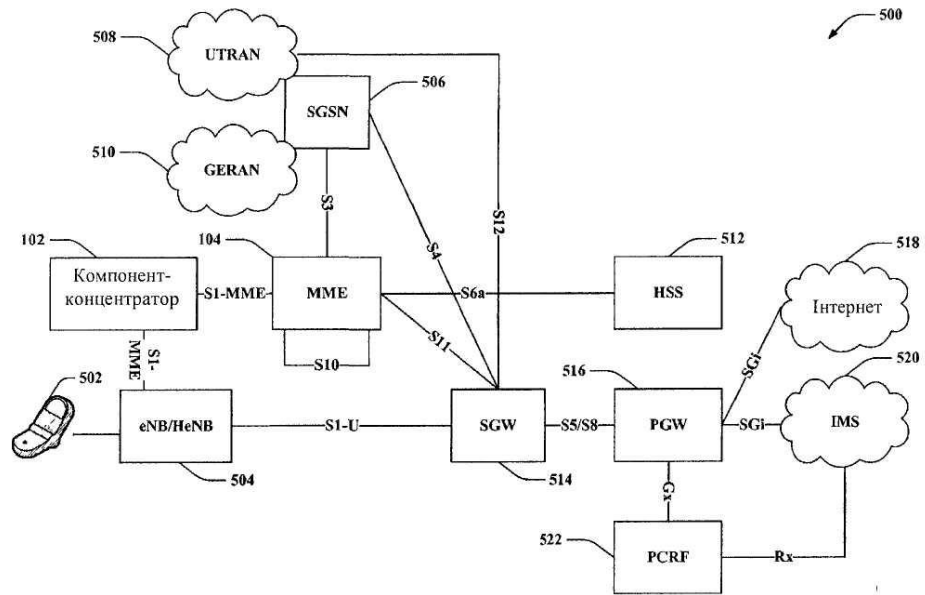 500
508
UTRAN
506
SGSN
510
GERAN
S3
S12
S4
102
104
512
518
Компонент-
концентратор
S1-MME
MME
S6a
HSS
Інтернет
S10
S11
S1-
MME
SGi
502
516
520
eNB/HeNB
S1-U
SGW
S5/S8
PGW
SGi
IMS
504
514
Gx
522
PCRF
Rx